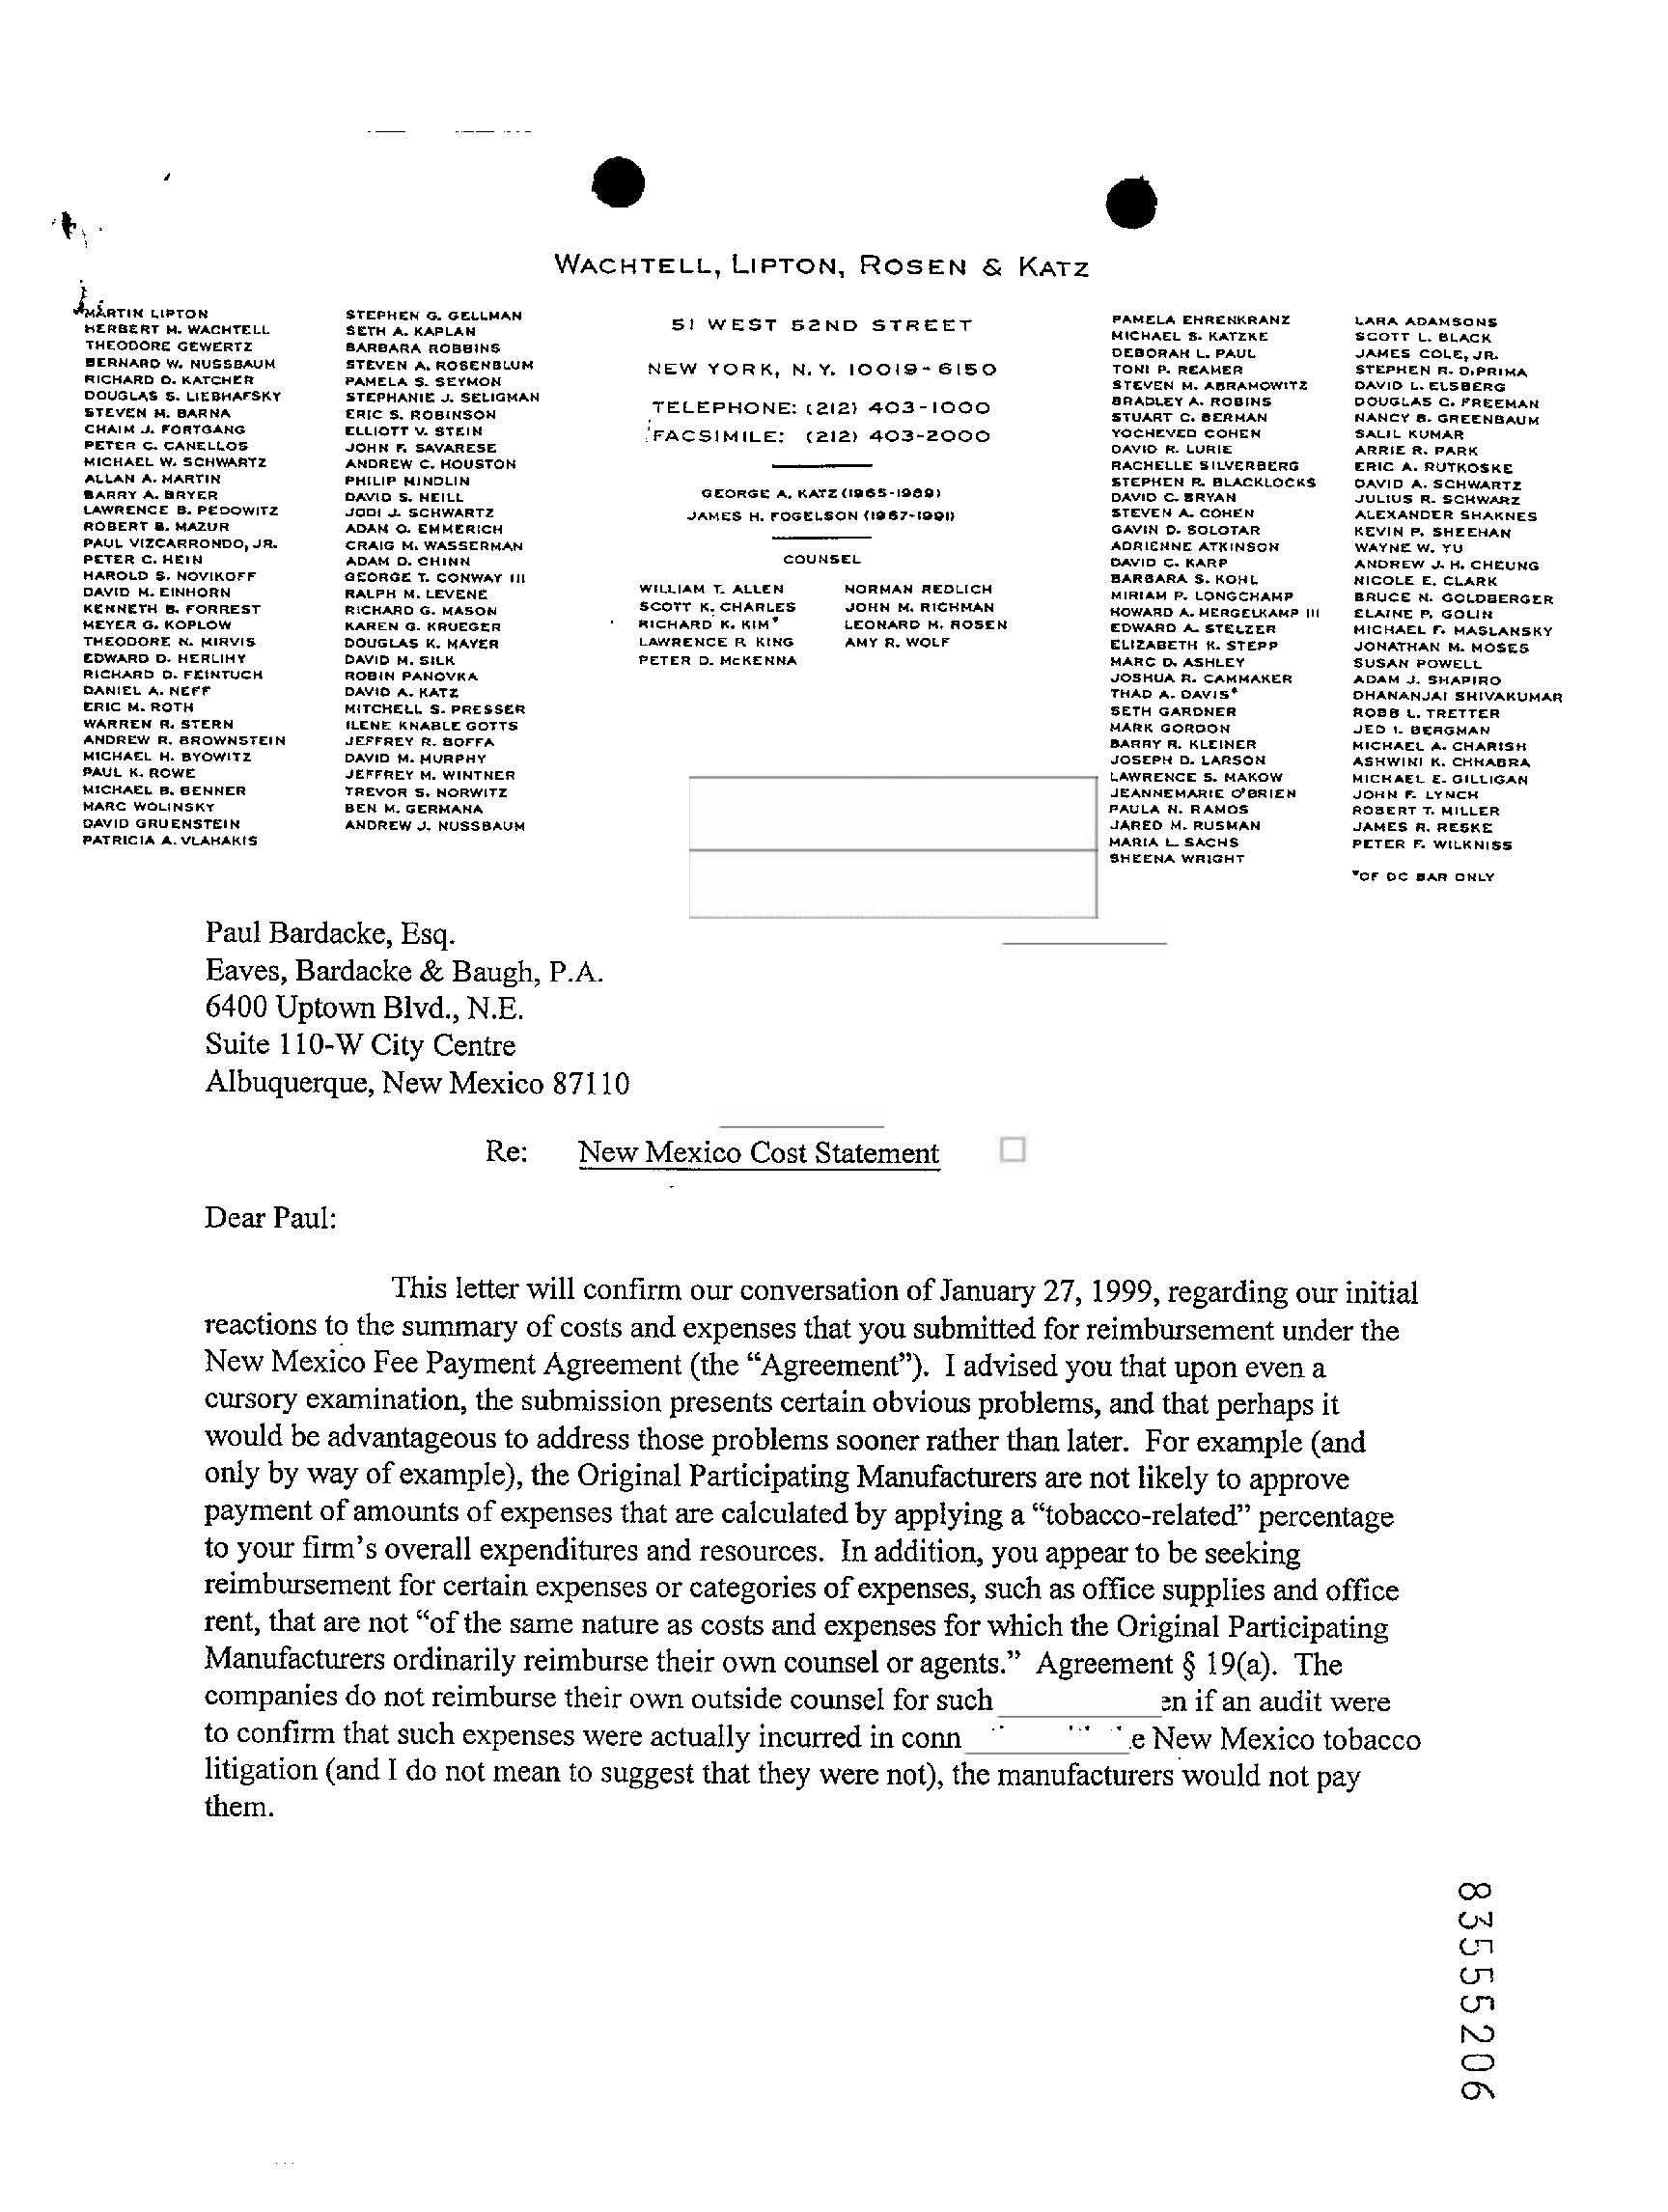 WACHTELL, LIPTON, ROSEN & KATZ
MARTIN LIPTON
HERBERT M. WACHTELL
THEODORE GEWERTZ
BERNARD W. NUSSBAUM
RICHARD D. KATCHER
DOUGLAS S. LIEBHAFSKY
STEVEN M. BARNA
CHAIM J. FORTGANG
PETER C. CANELLOS
MICHAEL W. SCHWARTZ
ALLAN A. MARTIN
BARRY A. BRYER
LAWRENCE B. PEDOWITZ
ROBERT B. MAZUR
PAUL VIZCARRONDO, JR.
PETER C. HEIN
HAROLD S. NOVIKOFF
DAVID M. EINHORN
KENNETH B. FORREST
MEYER G. KOPLOW
THEODORE N. MIRVIS
EDWARD D. HERLIHY
RICHARD D. FEINTUCH
DANIEL A. NEFF
ERIC M. ROTH
WARREN R. STERN
ANDREW R. BROWNSTEIN
MICHAEL H. BYOWITZ
PAUL K. ROWE
MICHAEL B. BENNER
MARC WOLINSKY
DAVID GRUENSTEIN
PATRICIA A. VLAHAKIS
STEPHEN G. GELLMAN
SETH A. KAPLAN
BARBARA ROBBINS
STEVEN A. ROSENBLUM
PAMELA S. SEYMON
STEPHANIE J. SELIGMAN
ERIC S. ROBINSON
ELLIOTT V. STEIN
JOHN F. SAVARESE
ANDREW C. HOUSTON
PHILIP MINDLIN
DAVID S. NEILL
JODI J. SCHWARTZ
ADAM O. EMMERICH
CRAIG M. WASSERMAN
ADAM D. CHINN
GEORGE T. CONWAY III
RALPH M. LEVENE
RICHARD G. MASON
KAREN G. KRUEGER
DOUGLAS K. MAYER
DAVID M. SILK
ROBIN PANOVKA
DAVID A. KATZ
MITCHELL S. PRESSER
ILENE KNABLE GOTTS
JEFFREY R. BOFFA
DAVID M. MURPHY
JEFFREY M. WINTNER
TREVOR S. NORWITZ
BEN M. GERMANA
ANDREW J. NUSSBAUM
51 WEST 52ND STREET
NEW YORK, N.Y. 10019-6150
TELEPHONE: (212) 403-1000
FACSIMILE: (212) 403-2000
GEORGE A. KATZ (1965-1989)
JAMES H. FOGELSON (1967-1991)
COUNSEL
WILLIAM T. ALLEN
SCOTT K. CHARLES
RICHARD K. KIM*
LAWRENCE P. KING
PETER D. McKENNA
NORMAN REDLICH
JOHN M. RICHMAN
LEONARD M. ROSEN
AMY R. WOLF
PAMELA EHRENKRANZ
MICHAEL S. KATZKE
DEBORAH L. PAUL
TONI P. REAMER
STEVEN M. ABRAMOWITZ
BRADLEY A. ROBINS
STUART C. BERMAN
YOCHEVED COHEN
DAVID R. LURIE
RACHELLE SILVERBERG
STEPHEN R. BLACKLOCKS
DAVID C. BRYAN
STEVEN A. COHEN
GAVIN D. SOLOTAR
ADRIENNE ATKINSON
DAVID C. KARP
BARBARA S. KOHL
MIRIAM P. LONGCHAMP
HOWARD A. MERGELKAMP III
EDWARD A. STELZER
ELIZABETH K. STEPP
MARC D. ASHLEY
JOSHUA R. CAMMAKER
THAD A. DAVIS*
SETH GARDNER
MARK GORDON
BARRY R. KLEINER
JOSEPH D. LARSON
LAWRENCE S. MAKOW
JEANNEMARIE O'BRIEN
PAULA N. RAMOS
JARED M. RUSMAN
MARIA L. SACHS
SHEENA WRIGHT
LARA ADAMSONS
SCOTT L. BLACK
JAMES COLE, JR.
STEPHEN R. DiPRIMA
DAVID L. ELSBERG
DOUGLAS C. FREEMAN
NANCY B. GREENBAUM
SALIL KUMAR
ARRIE R. PARK
ERIC A. RUTKOSKE
DAVID A. SCHWARTZ
JULIUS R. SCHWARZ
ALEXANDER SHAKNES
KEVIN P. SHEEHAN
WAYNE W. YU
ANDREW J. H. CHEUNG
NICOLE E. CLARK
BRUCE N. GOLDBERGER
ELAINE P. GOLIN
MICHAEL F. MASLANSKY
JONATHAN M. MOSES
SUSAN POWELL
ADAM J. SHAPIRO
DHANANJAI SHIVAKUMAR
ROBB L. TRETTER
JED I. BERGMAN
MICHAEL A. CHARISH
ASHWINI K. CHHABRA
MICHAEL E. GILLIGAN
JOHN F. LYNCH
ROBERT T. MILLER
JAMES R. RESKE
PETER F. WILKNISS
*OF DC BAR ONLY
Paul Bardacke, Esq.
Eaves, Bardacke & Baugh, P.A.
6400 Uptown Blvd., N.E.
Suite 110-W City Centre
Albuquerque, New Mexico 87110
Re: New Mexico Cost Statement
Dear Paul:
This letter will confirm our conversation of January 27, 1999, regarding our initial
reactions to the summary of costs and expenses that you submitted for reimbursement under the
New Mexico Fee Payment Agreement (the “Agreement”). I advised you that upon even a
cursory examination, the submission presents certain obvious problems, and that perhaps it
would be advantageous to address those problems sooner rather than later. For example (and
only by way of example), the Original Participating Manufacturers are not likely to approve
payment of amounts of expenses that are calculated by applying a “tobacco-related” percentage
to your firm’s overall expenditures and resources. In addition, you appear to be seeking
reimbursement for certain expenses or categories of expenses, such as office supplies and office
rent, that are not “of the same nature as costs and expenses for which the Original Participating
Manufacturers ordinarily reimburse their own counsel or agents.” Agreement § 19(a). The
companies do not reimburse their own outside counsel for such en if an audit were
to confirm that such expenses were actually incurred in conn e New Mexico tobacco
litigation (and I do not mean to suggest that they were not), the manufacturers would not pay
them.
83555206